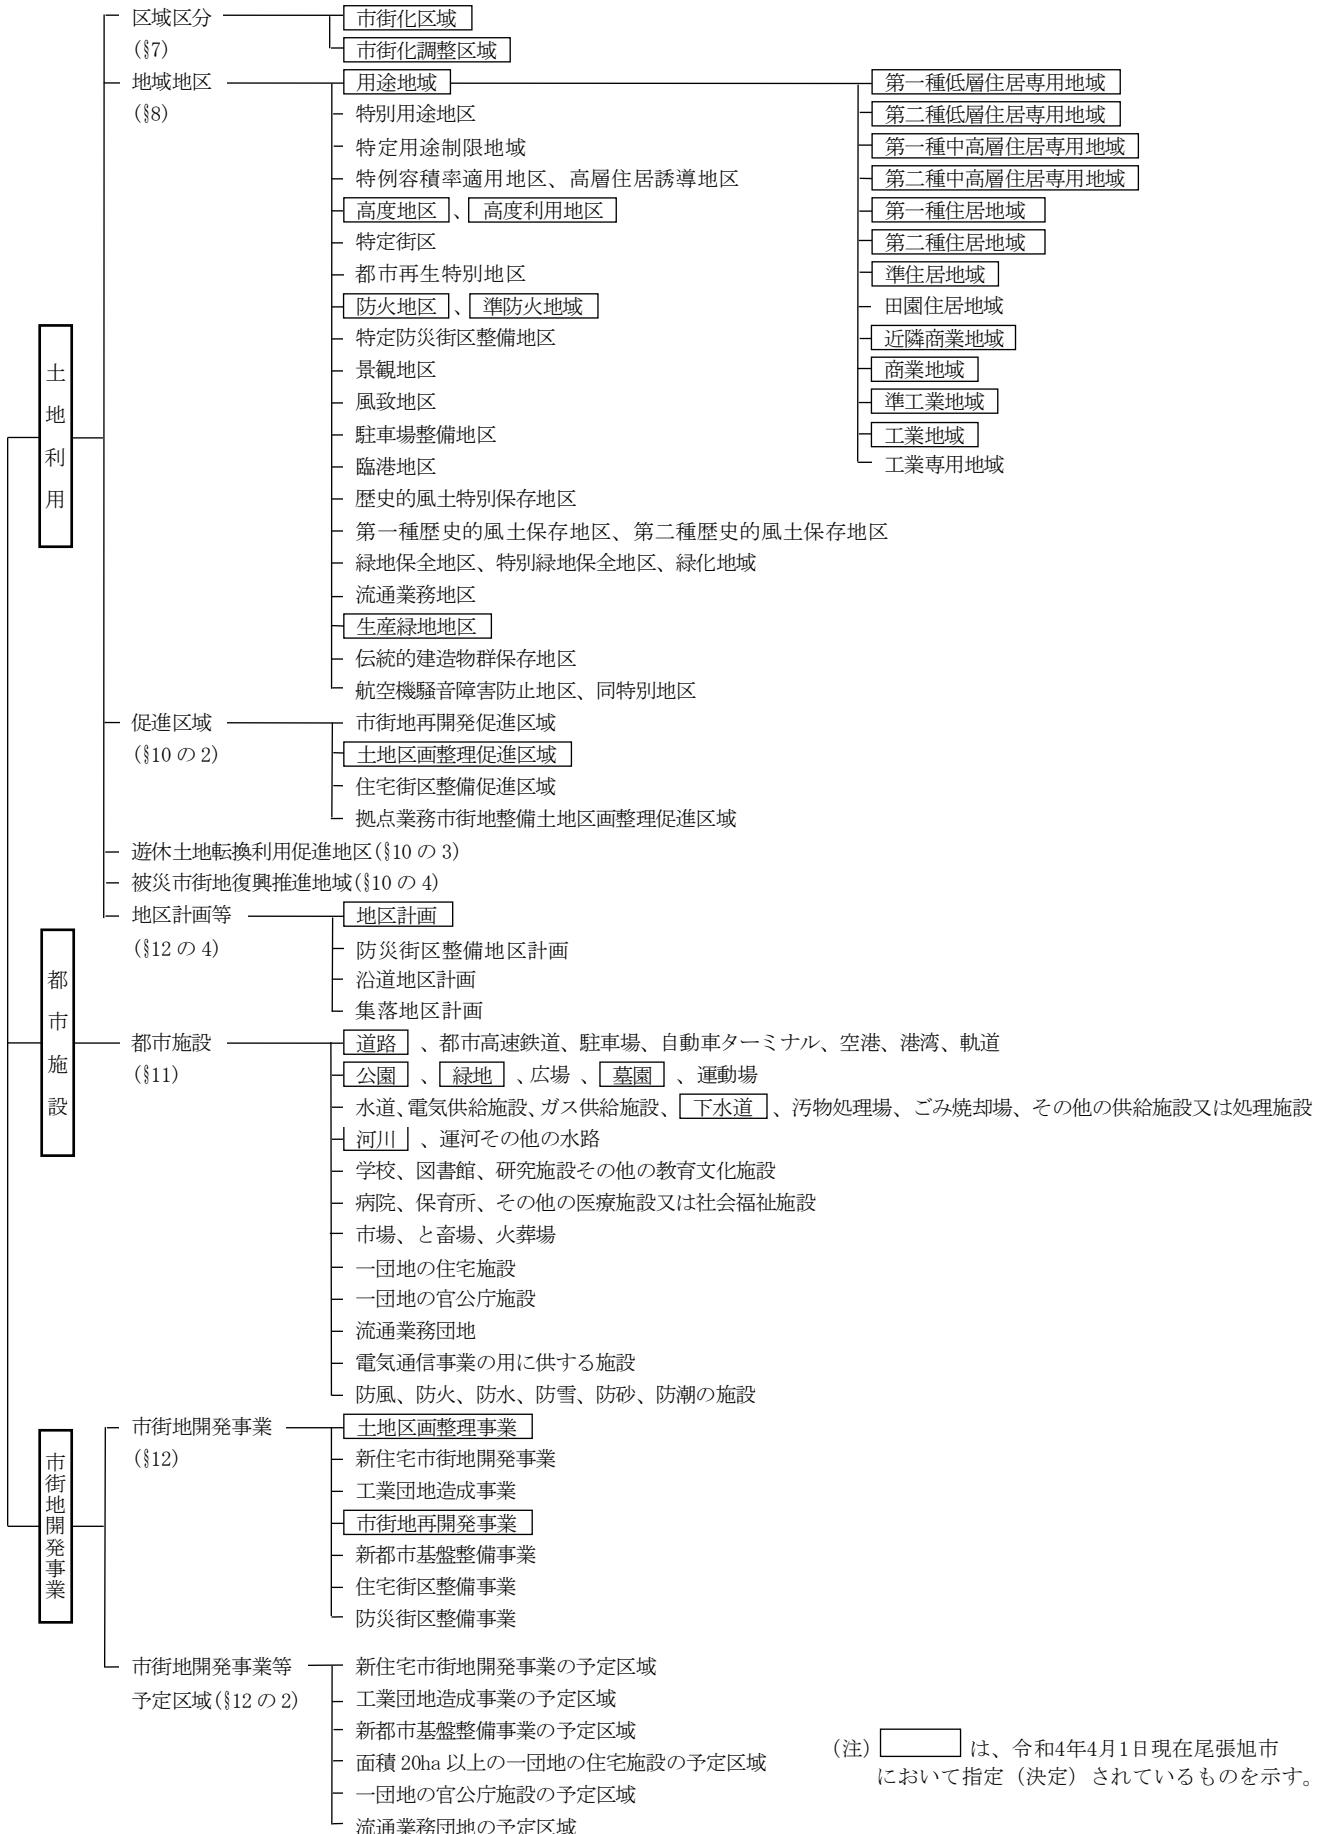 土地利用
区域区分
(§7)
市街化区域
市街化調整区域
地域地区
(§8)
用途地域
特別用途地区
特定用途制限地域
特例容積率適用地区、高層住居誘導地区
高度地区、高度利用地区
特定街区
都市再生特別地区
防火地区、準防火地域
特定防災街区整備地区
景観地区
風致地区
駐車場整備地区
臨港地区
歴史的風土特別保存地区
第一種歴史的風土保存地区、第二種歴史的風土保存地区
緑地保全地区、特別緑地保全地区、緑化地域
流通業務地区
生産緑地地区
伝統的建造物群保存地区
航空機騒音障害防止地区、同特別地区
第一種低層住居専用地域
第二種低層住居専用地域
第一種中高層住居専用地域
第二種中高層住居専用地域
第一種住居地域
第二種住居地域
準住居地域
田園住居地域
近隣商業地域
商業地域
準工業地域
工業地域
工業専用地域
促進区域
(§10の2)
市街地再開発促進区域
土地区画整理促進区域
住宅街区整備促進区域
拠点業務市街地整備土地区画整理促進区域
遊休土地転換利用促進地区(§10の3)
被災市街地復興推進地域(§10の4)
地区計画等
(§12の4)
地区計画
防災街区整備地区計画
沿道地区計画
集落地区計画
都市施設
都市施設
(§11)
道路、都市高速鉄道、駐車場、自動車ターミナル、空港、港湾、軌道
公園、緑地、広場、墓園、運動場
水道、電気供給施設、ガス供給施設、下水道、汚物処理場、ごみ焼却場、その他の供給施設又は処理施設
河川、運河その他の水路
学校、図書館、研究施設その他の教育文化施設
病院、保育所、その他の医療施設又は社会福祉施設
市場、と畜場、火葬場
一団地の住宅施設
一団地の官公庁施設
流通業務団地
電気通信事業の用に供する施設
防風、防火、防水、防雪、防砂、防潮の施設
市街地開発事業
市街地開発事業
(§12)
土地区画整理事業
新住宅市街地開発事業
工業団地造成事業
市街地再開発事業
新都市基盤整備事業
住宅街区整備事業
防災街区整備事業
市街地開発事業等
予定区域(§12の2)
新住宅市街地開発事業の予定区域
工業団地造成事業の予定区域
新都市基盤整備事業の予定区域
面積20ha以上の一団地の住宅施設の予定区域
一団地の官公庁施設の予定区域
流通業務団地の予定区域
(注) は、令和4年4月1日現在尾張旭市
において指定（決定）されているものを示す。